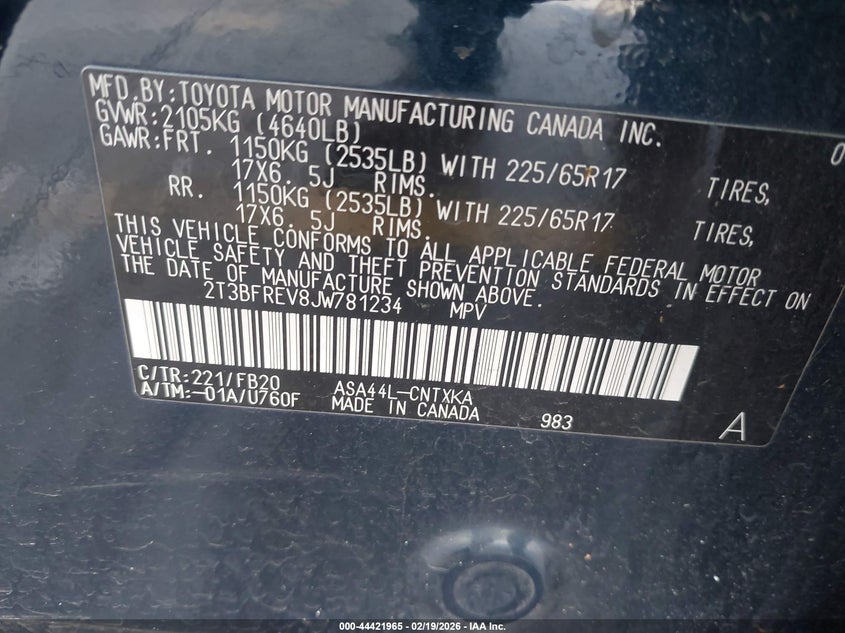 MFD.BY:TOYOTA MOTOR MANUFACTURING CANADA INC.
0
GVWR:2105KG (4640LB)
GAWR:FRT. 1150KG (2535LB) WITH 225/65R17 TIRES,
17X6.5J RIMS.
RR. 1150KG (2535LB) WITH 225/65R17 TIRES,
17X6.5J RIMS.
THIS VEHICLE CONFORMS TO ALL APPLICABLE FEDERAL MOTOR
VEHICLE SAFETY AND THEFT PREVENTION STANDARDS IN EFFECT ON
THE DATE OF MANUFACTURE SHOWN ABOVE.
2T3BFREV8JW781234 MPV
C/TR:221/FB20 ASA44L-CNTXKA
A/TM:-01A/U760F MADE IN CANADA 983 A
000-44421965 | 02/19/2026 - IAA Inc.